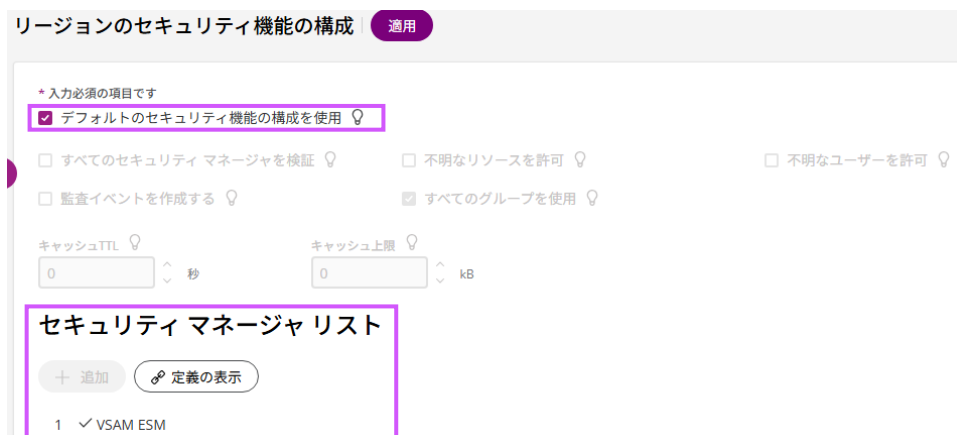 リージョンのセキュリティ機能の構成 適用
* 入力必須の項目です
デフォルトのセキュリティ機能の構成を使用
すべてのセキュリティ マネージャを検証 不明なリソースを許可 不明なユーザーを許可
監査イベントを作成する すべてのグループを使用
キャッシュTTL キャッシュ上限
0 秒 0 kB
セキュリティ マネージャ リスト
+ 追加 定義の表示
1 VSAM ESM